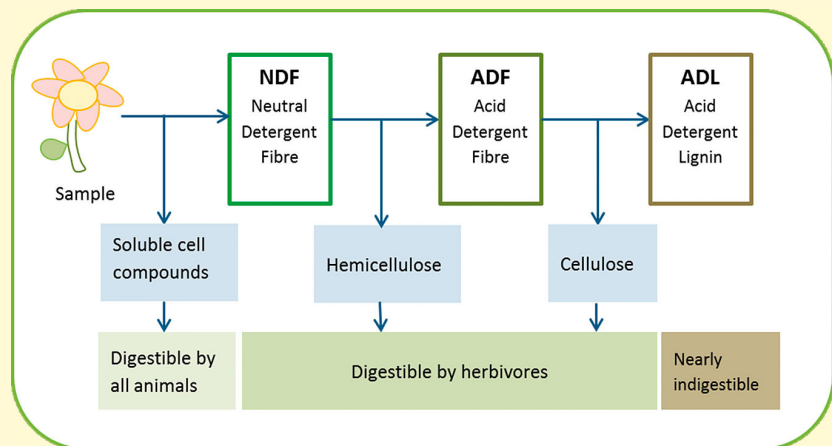 NDF
Neutral
Detergent
Fibre
ADF
Acid
Detergent
Fibre
ADL
Acid
Detergent
Lignin
Sample
Soluble cell
compounds
Hemicellulose
Cellulose
Digestible by
all animals
Digestible by herbivores
Nearly
indigestible